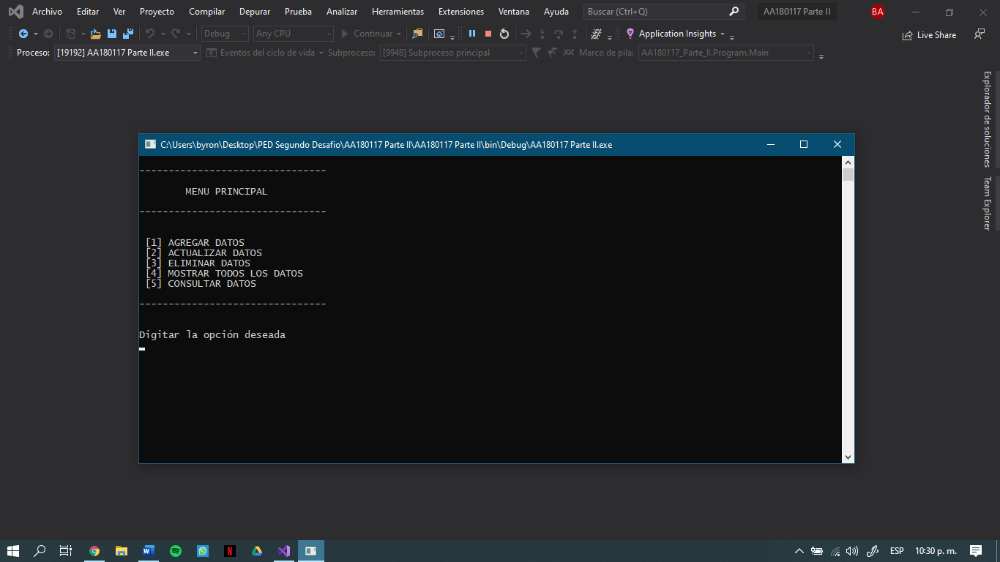 Archivo Editar Ver Proyecto Compilar Depurar Prueba Analizar Herramientas Extensiones Ventana Ayuda Buscar (Ctrl+Q) AA180117 Parte II BA
Debug Any CPU Continuar Application Insights Live Share
Proceso: [19192] AA180117 Parte II.exe Eventos del ciclo de vida Subproceso: [9948] Subproceso principal Marco de pila: AA180117_Parte_II.Program.Main
Explorador de soluciones
Team Explorer
C:\Users\byron\Desktop\PED Segundo Desafio\AA180117 Parte II\AA180117 Parte II\bin\Debug\AA180117 Parte II.exe
--------------------------------
MENU PRINCIPAL
--------------------------------
[1] AGREGAR DATOS
[2] ACTUALIZAR DATOS
[3] ELIMINAR DATOS
[4] MOSTRAR TODOS LOS DATOS
[5] CONSULTAR DATOS
--------------------------------
Digitar la opción deseada
ESP 10:30 p. m.